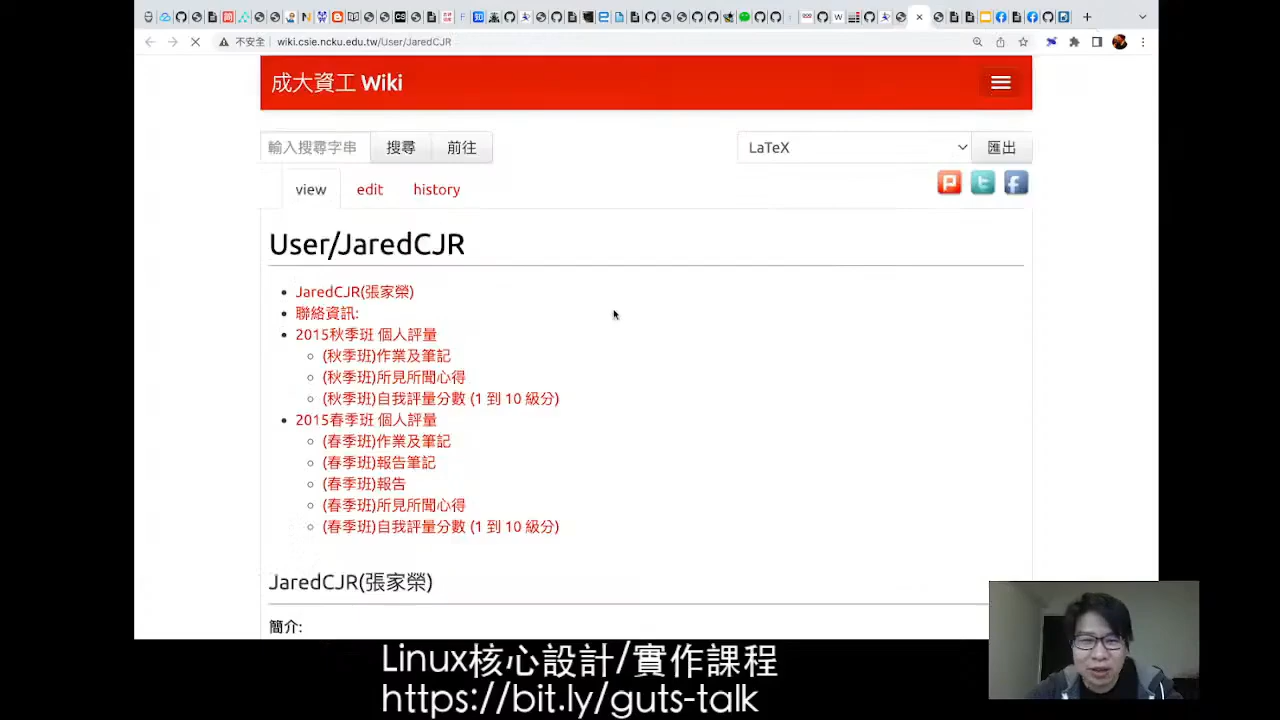 不安全 wiki.csie.ncku.edu.tw/User/JaredCJR
成大資工 Wiki
輸入搜尋字串 搜尋 前往 LaTeX 匯出
view edit history
User/JaredCJR
JaredCJR(張家榮)
聯絡資訊:
2015秋季班 個人評量
(秋季班)作業及筆記
(秋季班)所見所聞心得
(秋季班)自我評量分數 (1 到 10 級分)
2015春季班 個人評量
(春季班)作業及筆記
(春季班)報告筆記
(春季班)報告
(春季班)所見所聞心得
(春季班)自我評量分數 (1 到 10 級分)
JaredCJR(張家榮)
簡介:
Linux核心設計/實作課程
https://bit.ly/guts-talk